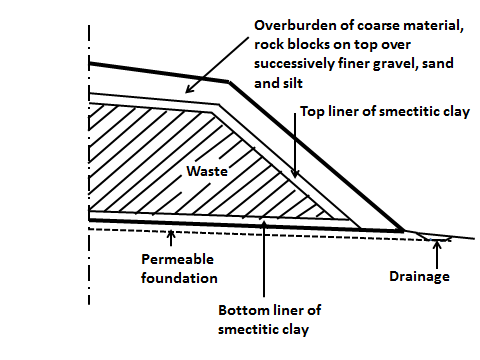 Overburden of coarse material,
rock blocks on top over
successively finer gravel, sand
and silt
Top liner of smectitic clay
Waste
Permeable
foundation
Drainage
Bottom liner of
smectitic clay